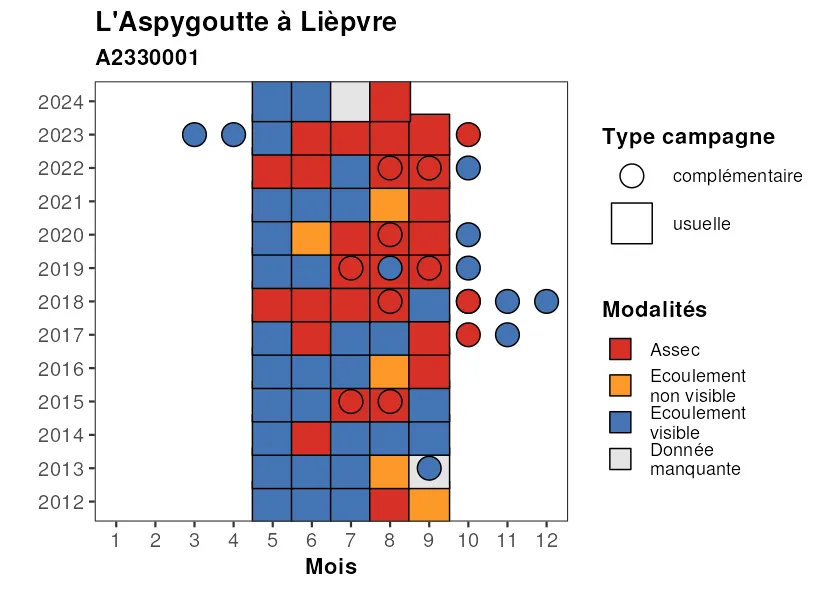 L'Aspygoutte à Lièpvre
A2330001
2024
2023
2022
2021
2020
2019
2018
2017
2016
2015
2014
2013
2012
1 2 3 4 5 6 7 8 9 10 11 12
Mois
Type campagne
complémentaire
usuelle
Modalités
Assec
Ecoulement
non visible
Ecoulement
visible
Donnée
manquante